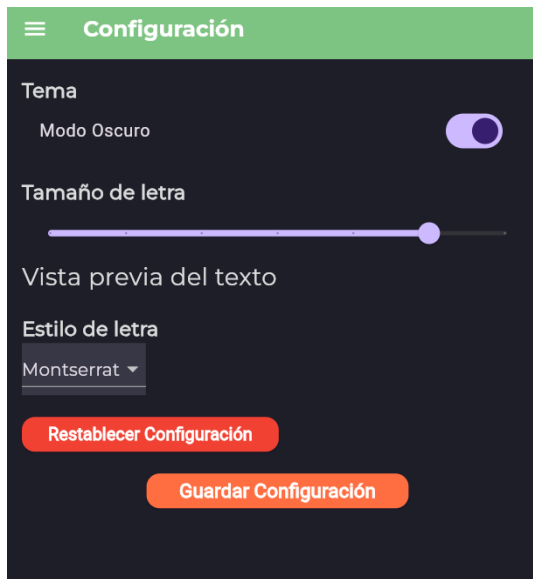 Configuración
Tema
Modo Oscuro
Tamaño de letra
Vista previa del texto
Estilo de letra
Montserrat
Restablecer Configuración
Guardar Configuración